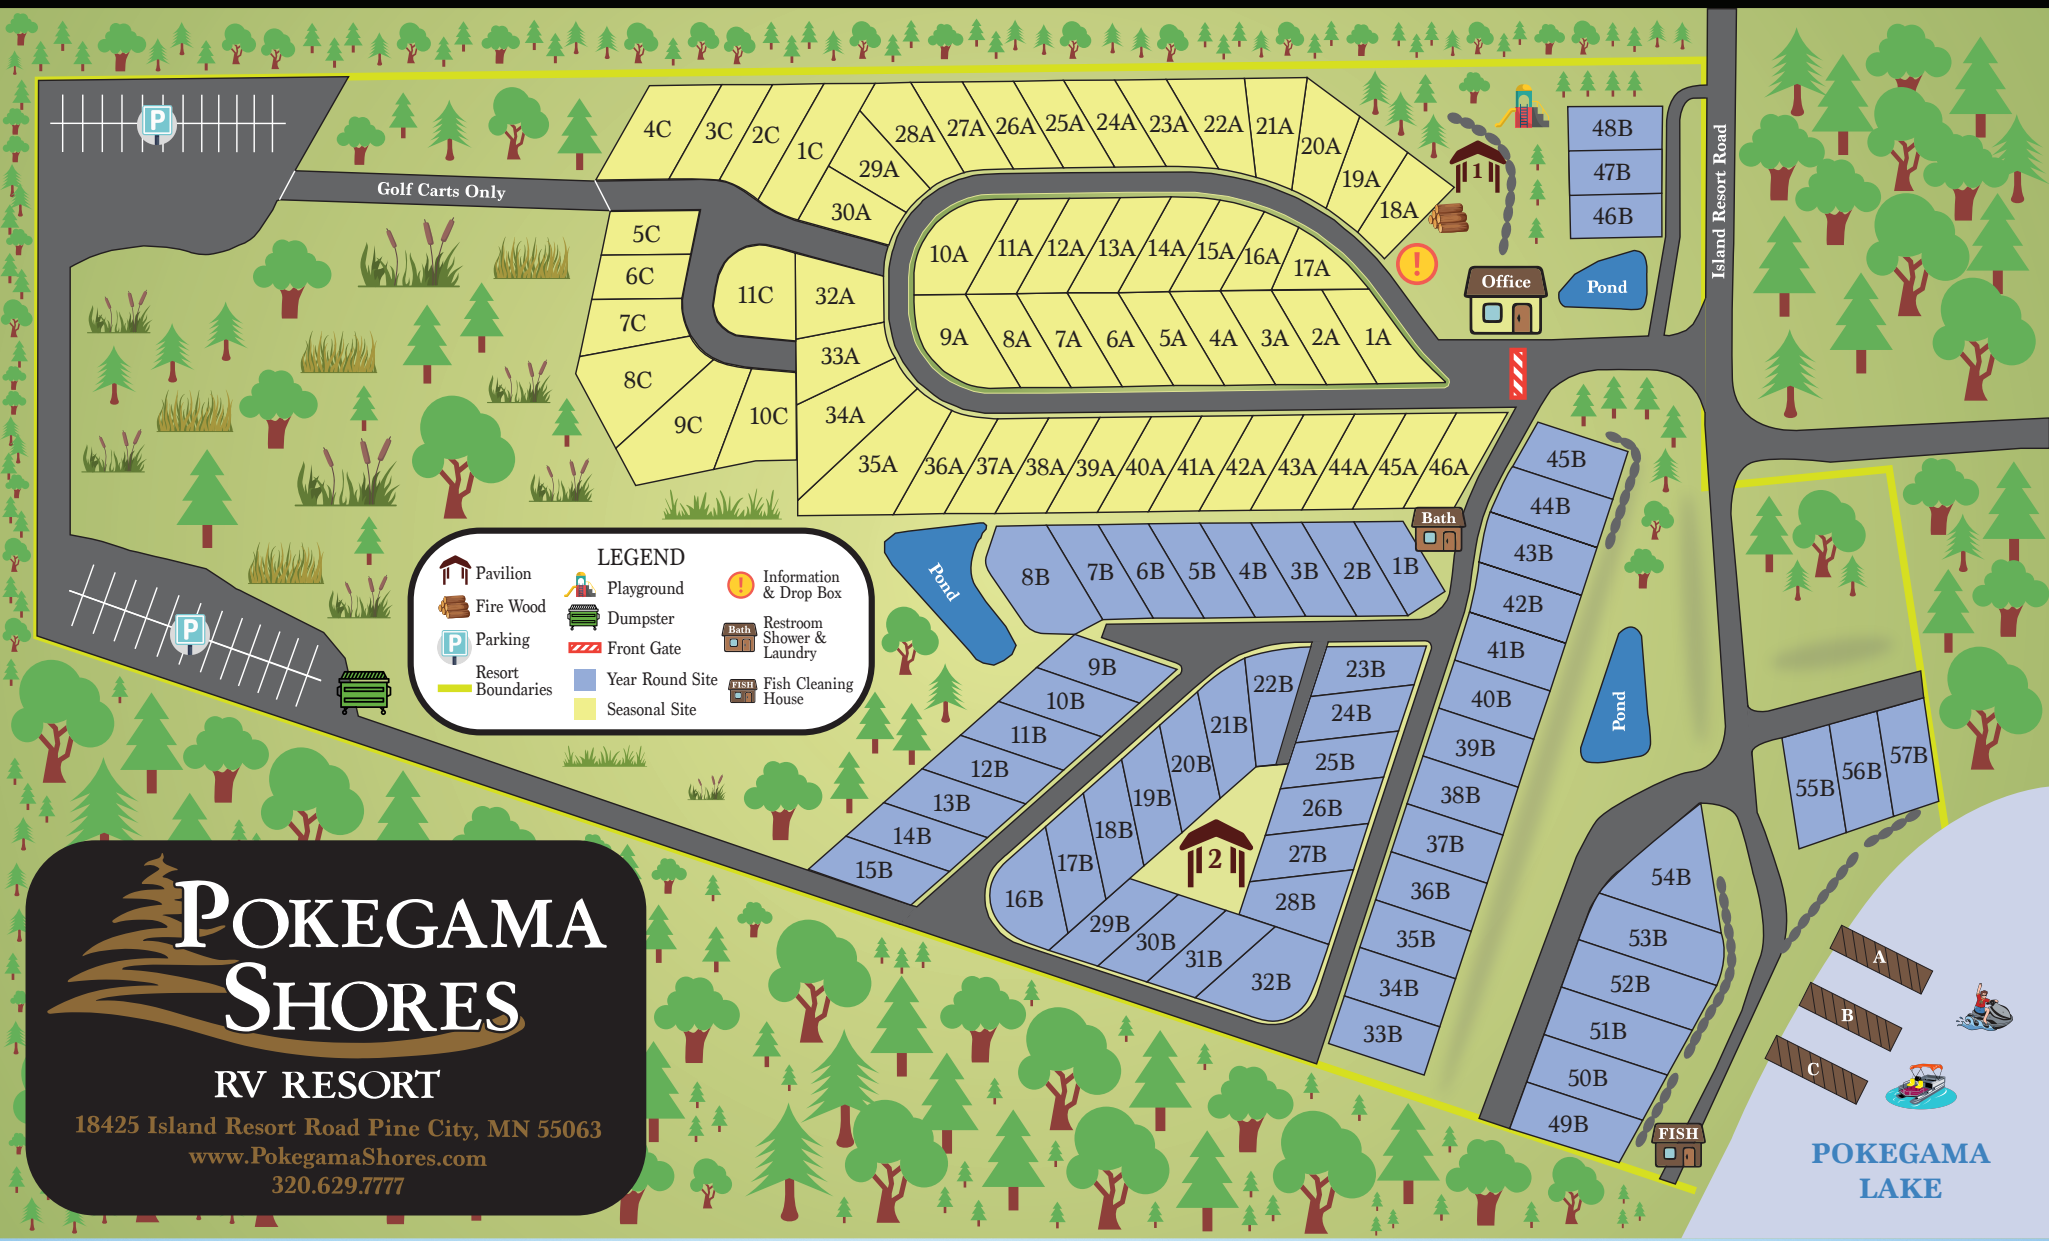 P
Golf Carts Only
4C
3C
2C
1C
28A
27A
26A
25A
24A
23A
22A
21A
20A
19A
18A
29A
30A
1
48B
47B
46B
Island Resort Road
5C
6C
7C
8C
9C
10C
11C
32A
33A
34A
35A
10A
11A
12A
13A
14A
15A
16A
17A
9A
8A
7A
6A
5A
4A
3A
2A
1A
!
Office
Pond
36A
37A
38A
39A
40A
41A
42A
43A
44A
45A
46A
Bath
45B
44B
43B
42B
41B
40B
39B
38B
37B
36B
35B
34B
33B
Pond
8B
7B
6B
5B
4B
3B
2B
1B
P
LEGEND
Pavilion
Fire Wood
P
Parking
Resort
Boundaries
Playground
Dumpster
Front Gate
Year Round Site
Seasonal Site
!
Information
& Drop Box
Bath
Restroom
Shower &
Laundry
FISH
Fish Cleaning
House
9B
10B
11B
12B
13B
14B
15B
22B
21B
20B
19B
18B
17B
16B
23B
24B
25B
26B
27B
28B
2
29B
30B
31B
32B
Pond
55B
56B
57B
54B
53B
52B
51B
50B
49B
FISH
A
B
C
POKEGAMA
LAKE
POKEGAMA
SHORES
RV RESORT
18425 Island Resort Road Pine City, MN 55063
www.PokegamaShores.com
320.629.7777